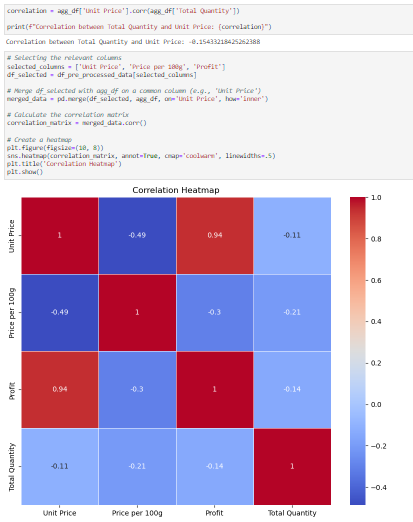 correlation = agg_df['Unit Price'].corr(agg_df['Total Quantity'])
print(f"Correlation between Total Quantity and Unit Price: {correlation}")
Correlation between Total Quantity and Unit Price: -0.15433218425262388
# Selecting the relevant columns
selected_columns = ['Unit Price', 'Price per 100g', 'Profit']
df_selected = df_pre_processed_data[selected_columns]
# Merge df_selected with agg_df on a common column (e.g., 'Unit Price')
merged_data = pd.merge(df_selected, agg_df, on='Unit Price', how='inner')
# Calculate the correlation matrix
correlation_matrix = merged_data.corr()
# Create a heatmap
plt.figure(figsize=(10, 8))
sns.heatmap(correlation_matrix, annot=True, cmap='coolwarm', linewidths=.5)
plt.title('Correlation Heatmap')
plt.show()
Correlation Heatmap
Unit Price
1 -0.49 0.94 -0.11
Price per 100g
-0.49 1 -0.3 -0.21
Profit
0.94 -0.3 1 -0.14
Total Quantity
-0.11 -0.21 -0.14 1
Unit Price Price per 100g Profit Total Quantity
1.0
0.8
0.6
0.4
0.2
0.0
−0.2
−0.4